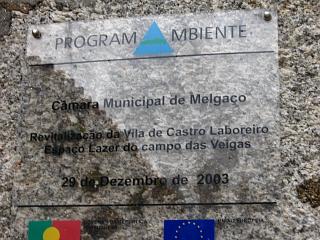 PROGRAM AMBIENTE
Câmara Municipal de Melgaço
Revitalização da Vila de Castro Laboreiro
Espaço Lazer do campo das Veigas
29 de Dezembro de 2003